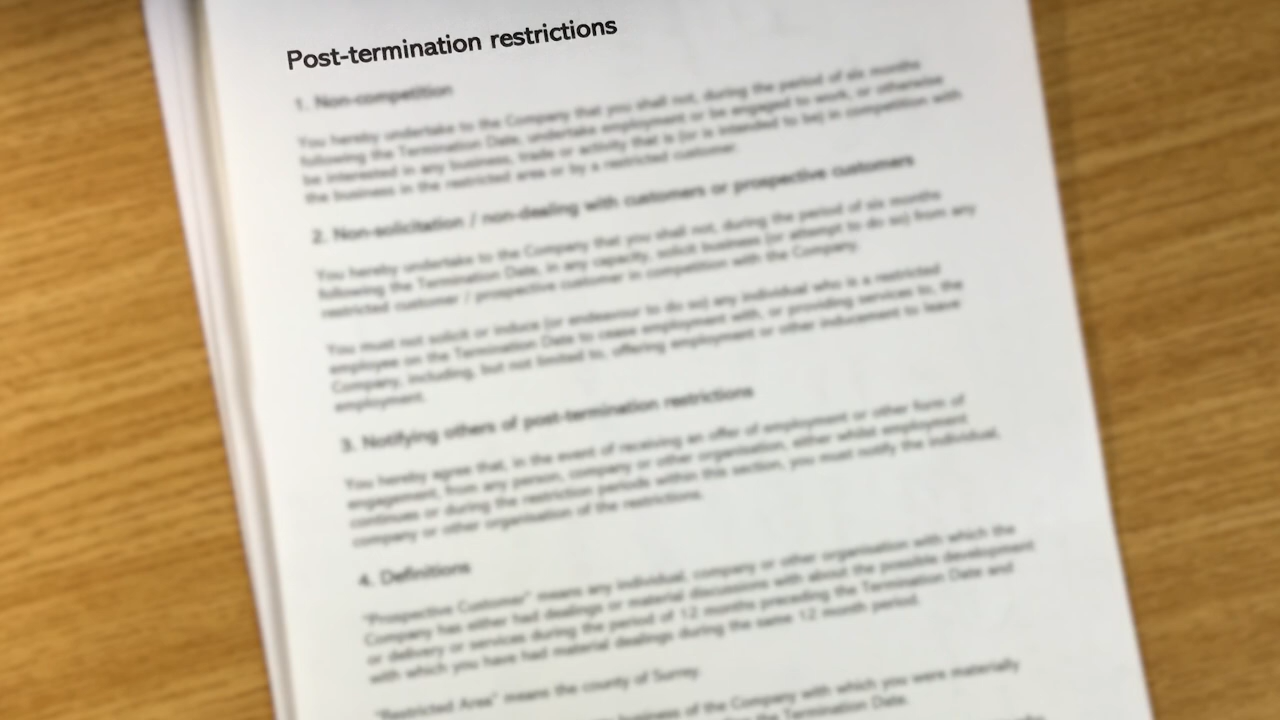 Post-termination restrictions
1. Non-competition
You hereby undertake to the Company that you shall not, during the period of six months
following the Termination Date, undertake employment or be engaged to work, or otherwise
be interested in any business, trade or activity that is (or is intended to be) in competition with
the business in the restricted area or by a restricted customer.
2. Non-solicitation / non-dealing with customers or prospective customers
You hereby undertake to the Company that you shall not, during the period of six months
following the Termination Date, in any capacity, solicit business (or attempt to do so) from any
restricted customer / prospective customer in competition with the Company.
You must not solicit or induce (or endeavour to do so) any individual who is a restricted
employee on the Termination Date to cease employment with, or providing services to, the
Company, including, but not limited to, offering employment or other inducement to leave
employment.
3. Notifying others of post-termination restrictions
You hereby agree that, in the event of receiving an offer of employment or other form of
engagement, from any person, company or other organisation, either whilst employment
continues or during the restriction periods within this section, you must notify the individual,
company or other organisation of the restrictions.
4. Definitions
"Prospective Customer" means any individual, company or other organisation with which the
Company has either had dealings or material discussions with about the possible development
or delivery or services during the period of 12 months preceding the Termination Date and
with which you have had material dealings during the same 12 month period.
"Restricted Area" means the county of Surrey.
business of the Company with which you were materially
the Termination Date.